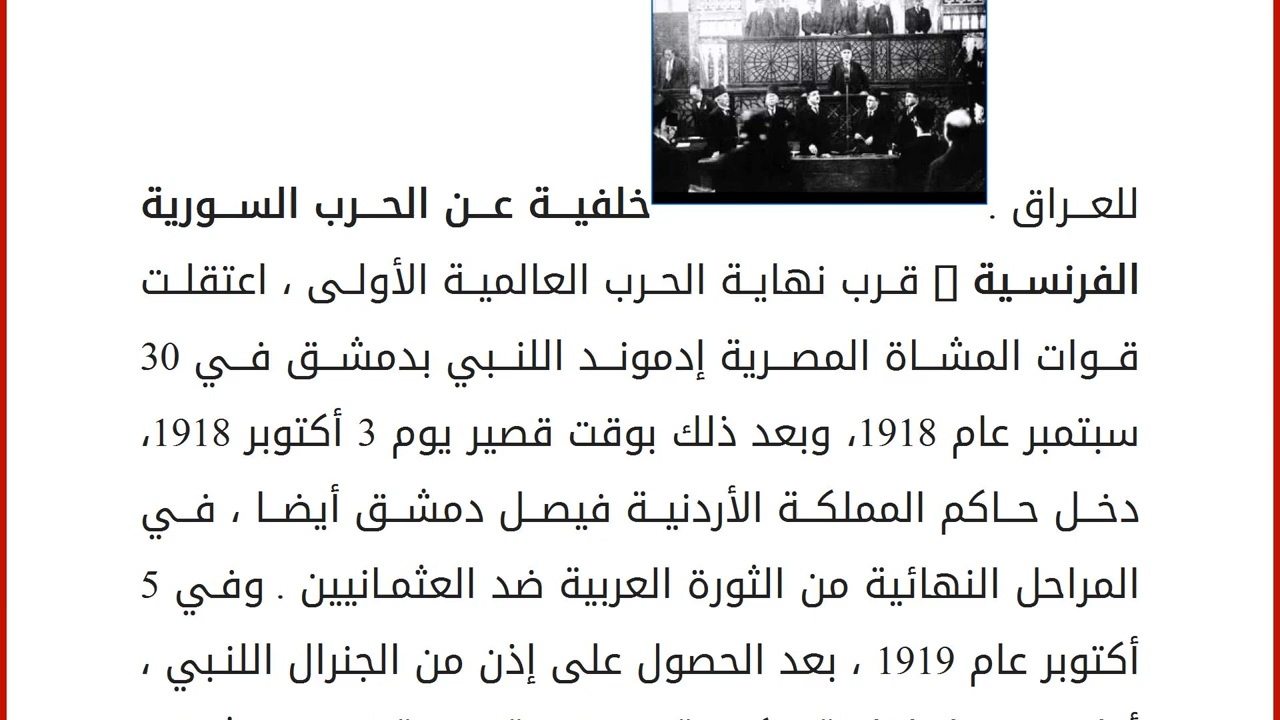 للعراق . خلفية عن الحرب السورية
الفرنسية ▯ قرب نهاية الحرب العالمية الأولى ، اعتقلت
قوات المشاة المصرية إدموند اللنبي بدمشق في 30
سبتمبر عام 1918، وبعد ذلك بوقت قصير يوم 3 أكتوبر 1918،
دخل حاكم المملكة الأردنية فيصل دمشق أيضا ، في
المراحل النهائية من الثورة العربية ضد العثمانيين . وفي 5
أكتوبر عام 1919 ، بعد الحصول على إذن من الجنرال اللنبي ،